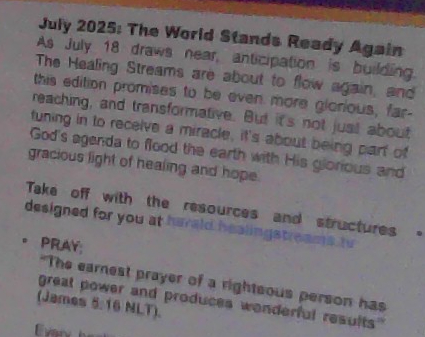 July 2025: The World Stands Ready Again
As July 18 draws near, anticipation is building.
The Healing Streams are about to flow again, and
this edition promises to be even more glorious, far-
reaching, and transformative. But it's not just about
tuning in to receive a miracle, it's about being part of
God's agenda to flood the earth with His glorious and
gracious light of healing and hope.
Take off with the resources and structures
designed for you at herald.healingstreams.tv
• PRAY:
"The earnest prayer of a righteous person has
great power and produces wonderful results"
(James 5:16 NLT).
Every